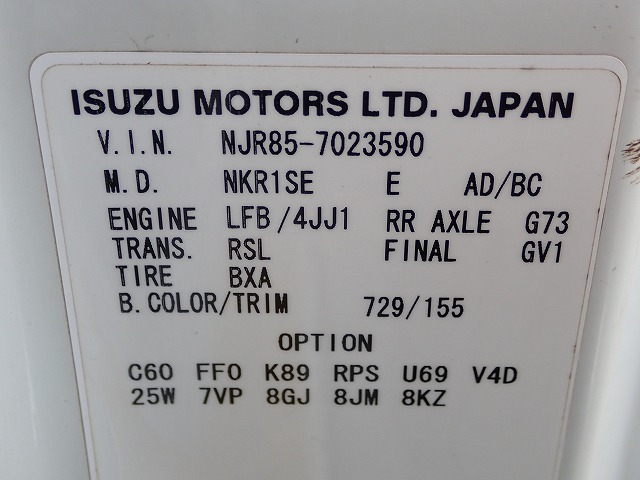 ISUZU MOTORS LTD. JAPAN
V.I.N. NJR85-7023590
M.D. NKR1SE E AD/BC
ENGINE LFB/4JJ1 RR AXLE G73
TRANS. RSL FINAL GV1
TIRE BXA
B.COLOR/TRIM 729/155
OPTION
C60 FF0 K89 RPS U69 V4D
25W 7VP 8GJ 8JM 8KZ